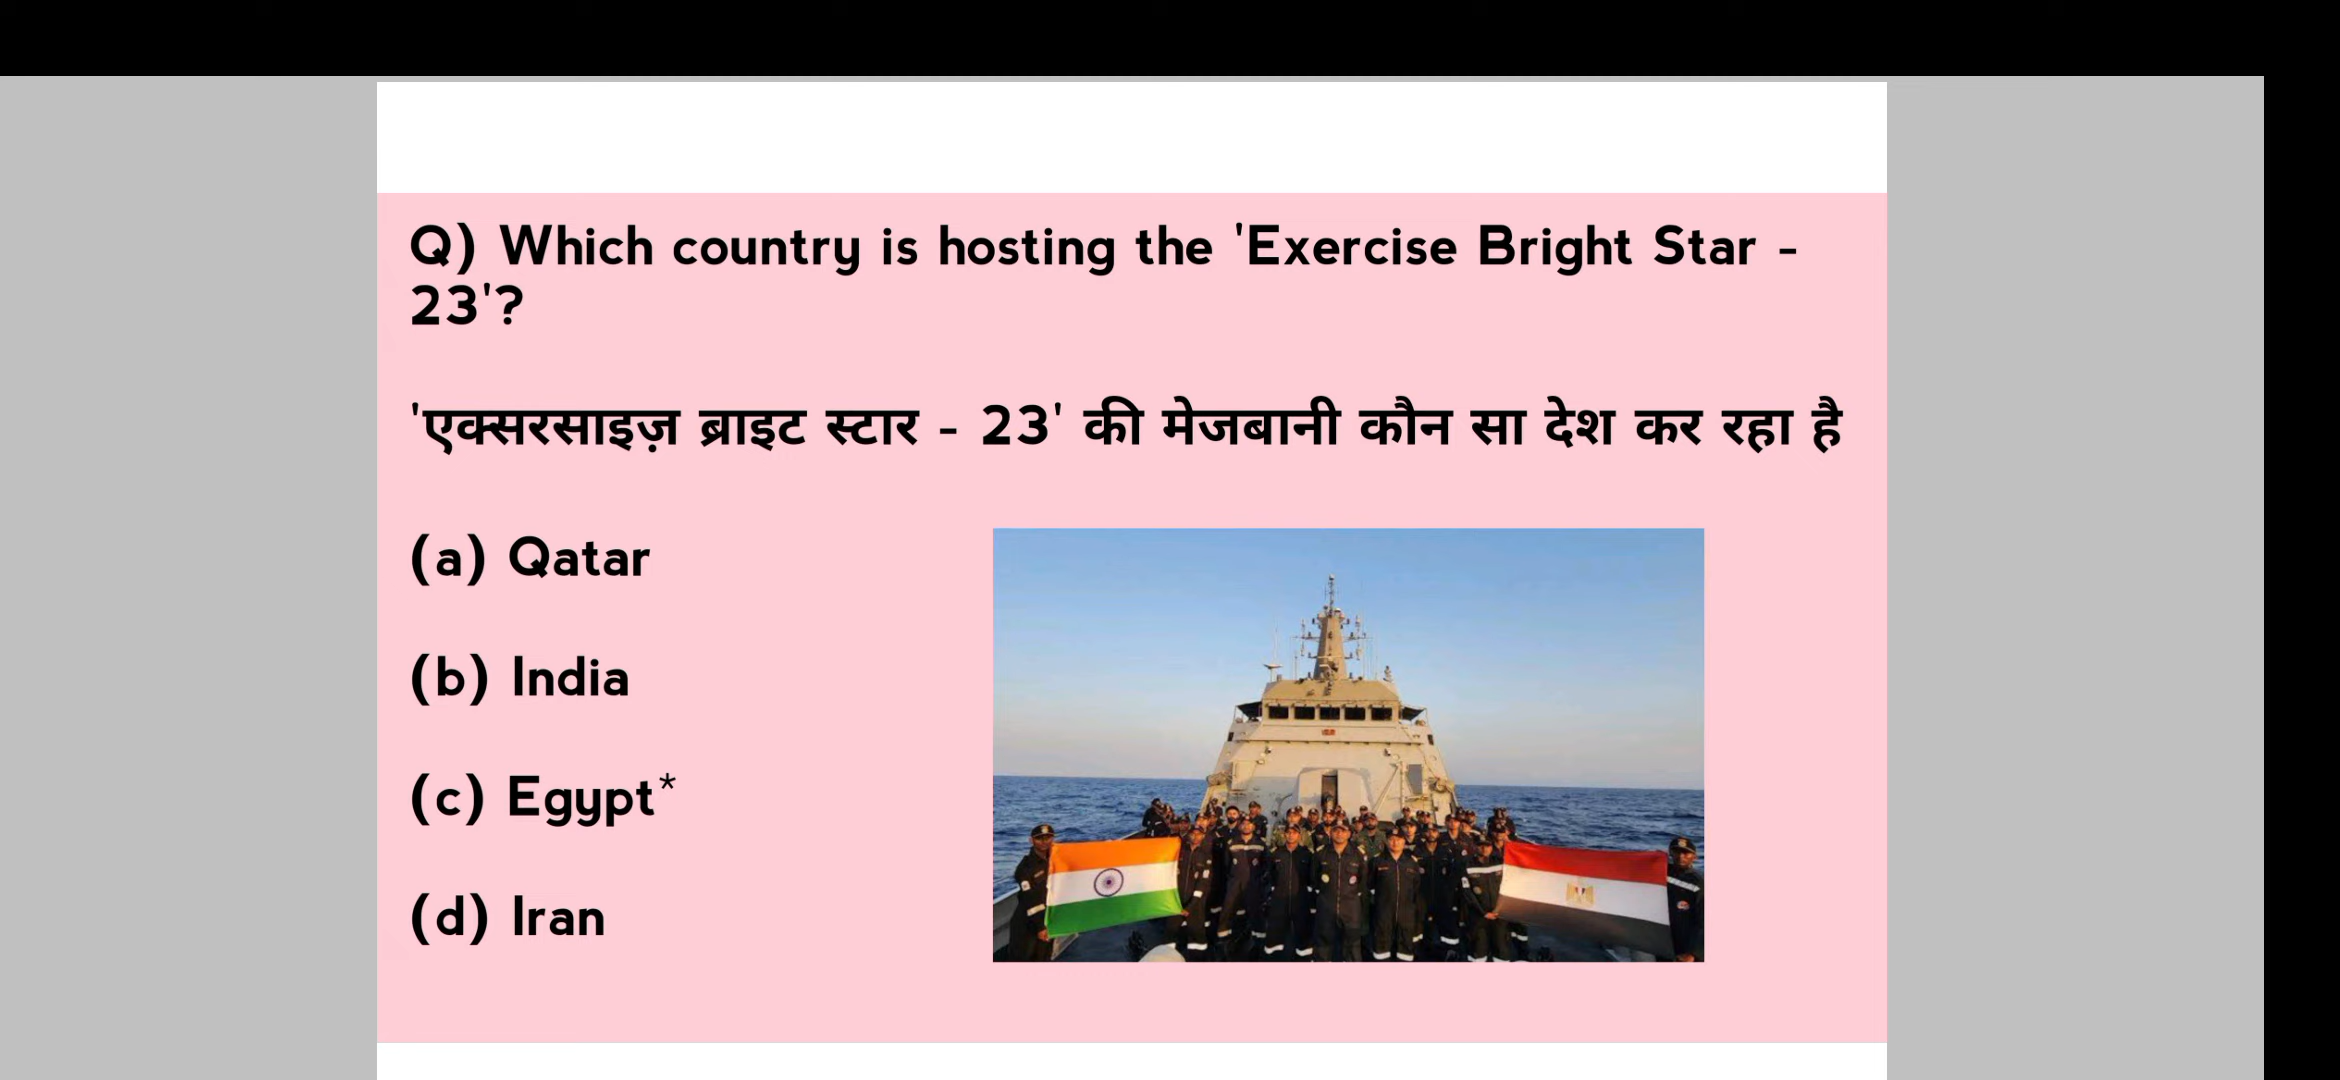 Q) Which country is hosting the 'Exercise Bright Star -
23'?
'एक्सरसाइज़ ब्राइट स्टार - 23' की मेजबानी कौन सा देश कर रहा है
(a) Qatar
(b) India
(c) Egypt*
(d) Iran